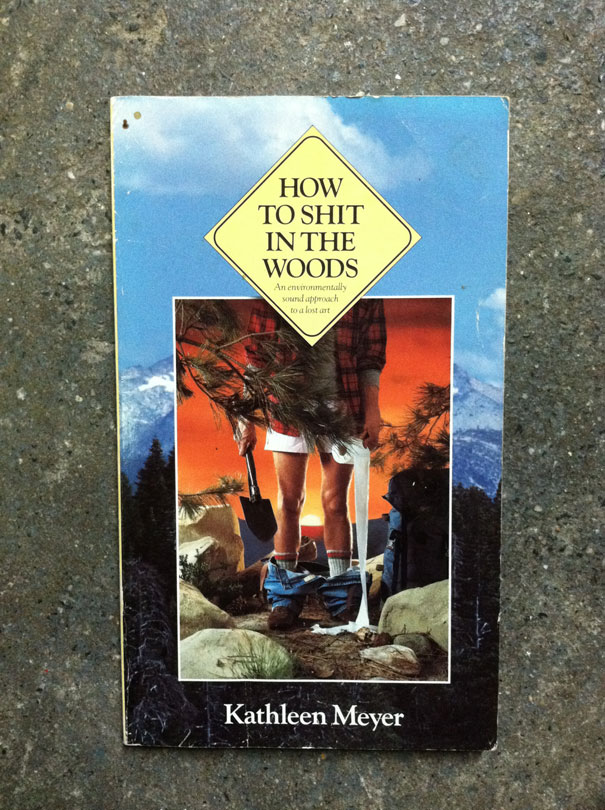 HOW
TO SHIT
IN THE
WOODS
An environmentally
sound approach
to a lost art
Kathleen Meyer